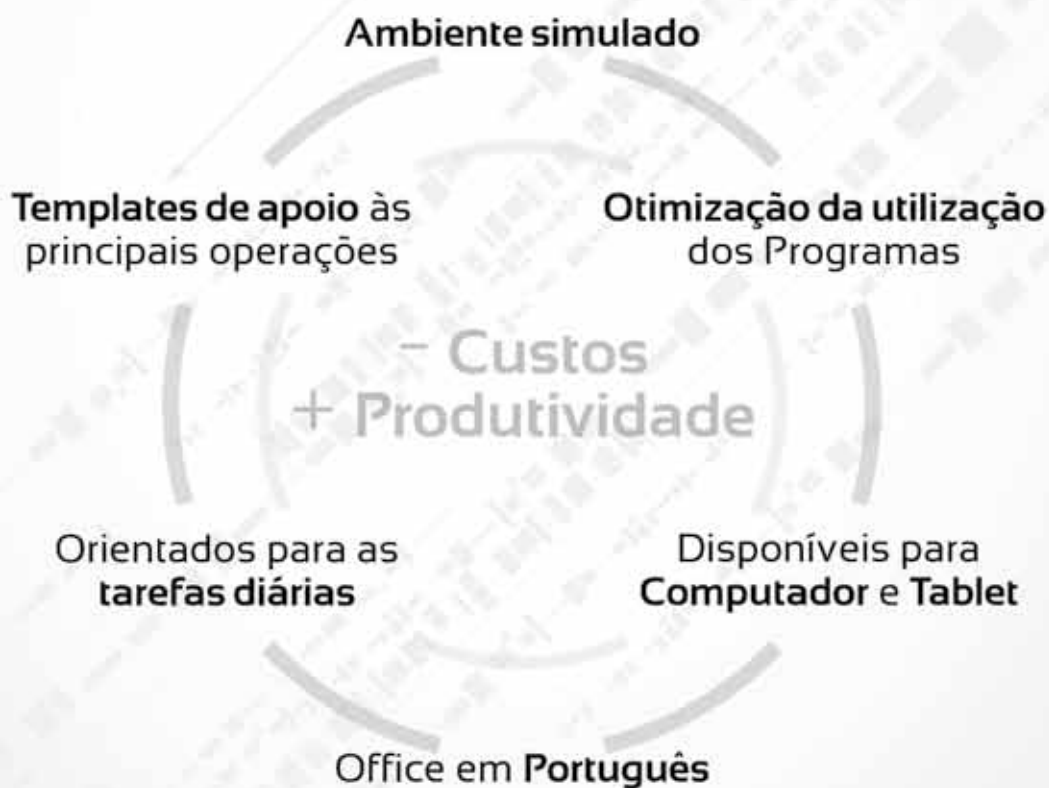 Ambiente simulado
Templates de apoio às
principais operações
Otimização da utilização
dos Programas
- Custos
+ Produtividade
Orientados para as
tarefas diárias
Disponíveis para
Computador e Tablet
Office em Português